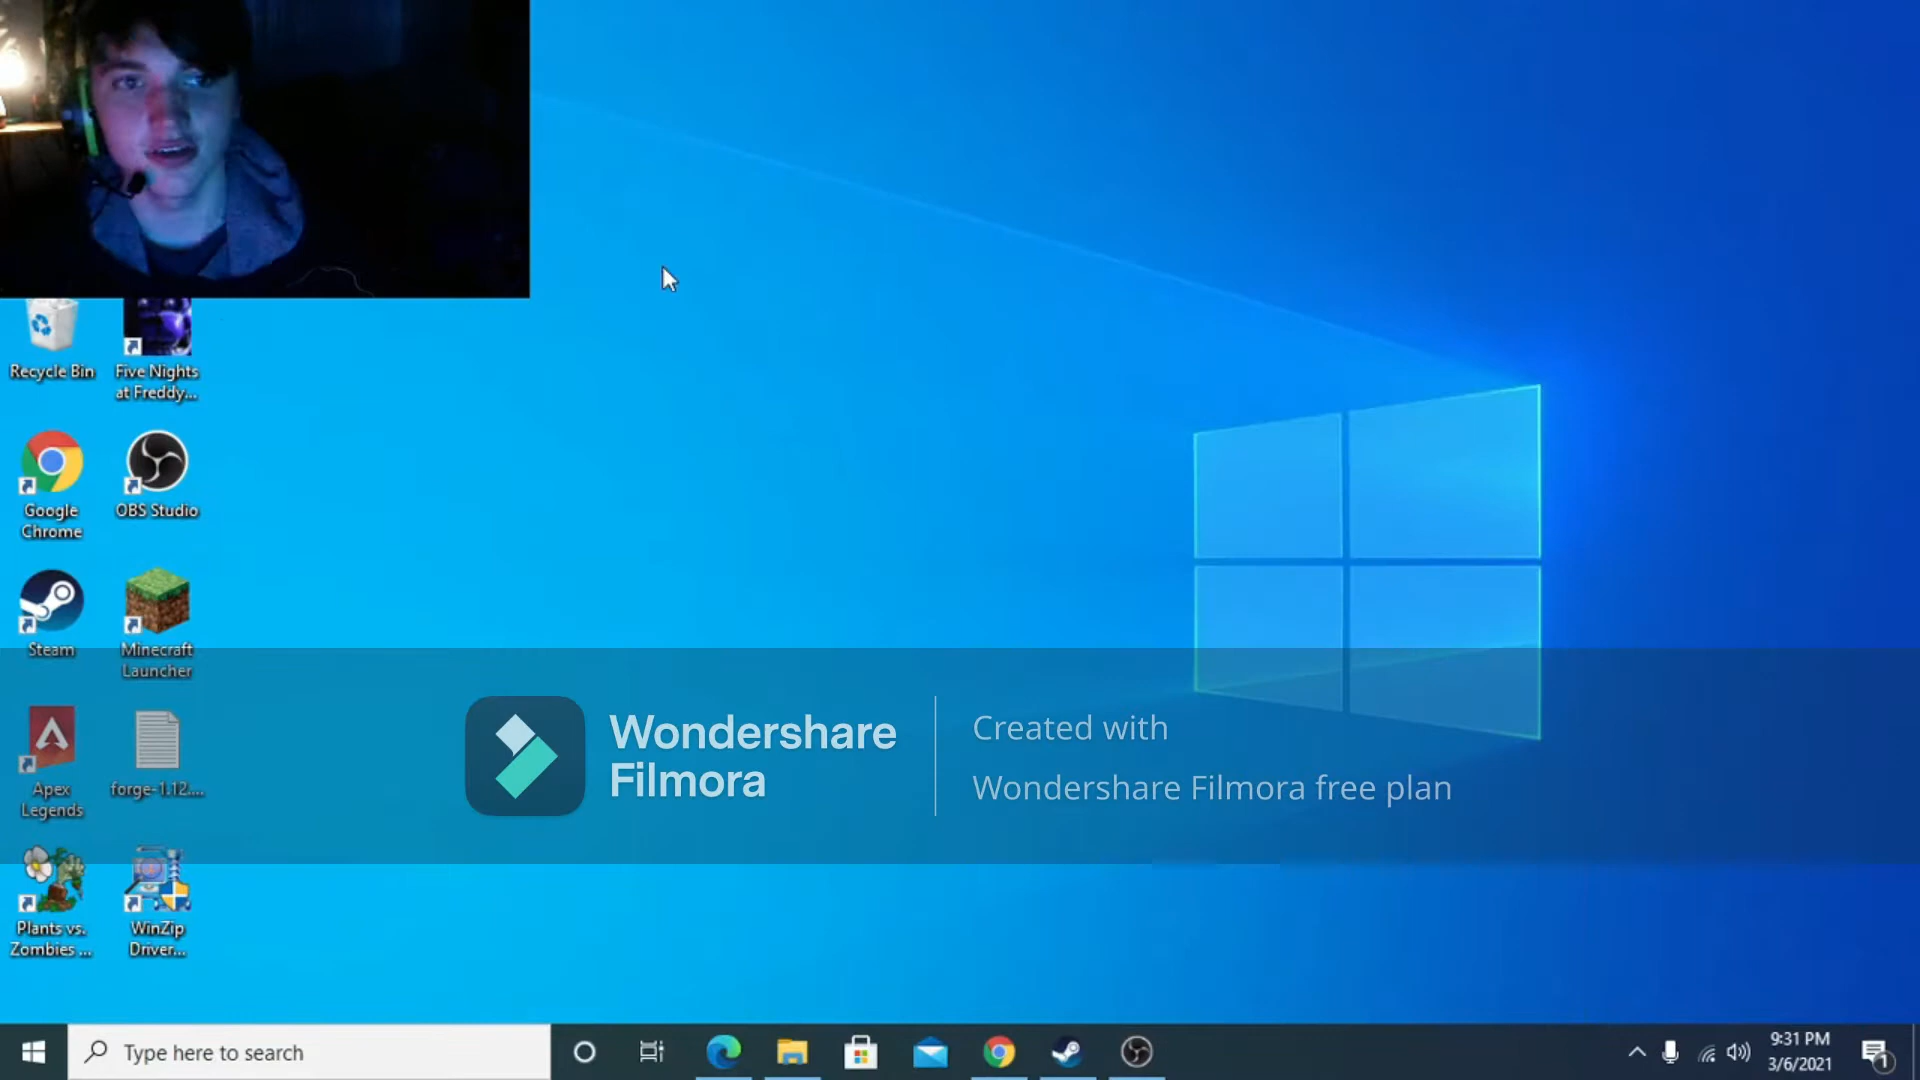 Recycle Bin
Five Nights
at Freddy...
Google
Chrome
OBS Studio
Steam
Minecraft
Launcher
Wondershare
Filmora
Created with
Wondershare Filmora free plan
Apex
Legends
forge-1.12....
Plants vs.
Zombies ...
WinZip
Driver...
Type here to search
9:31 PM
3/6/2021
1